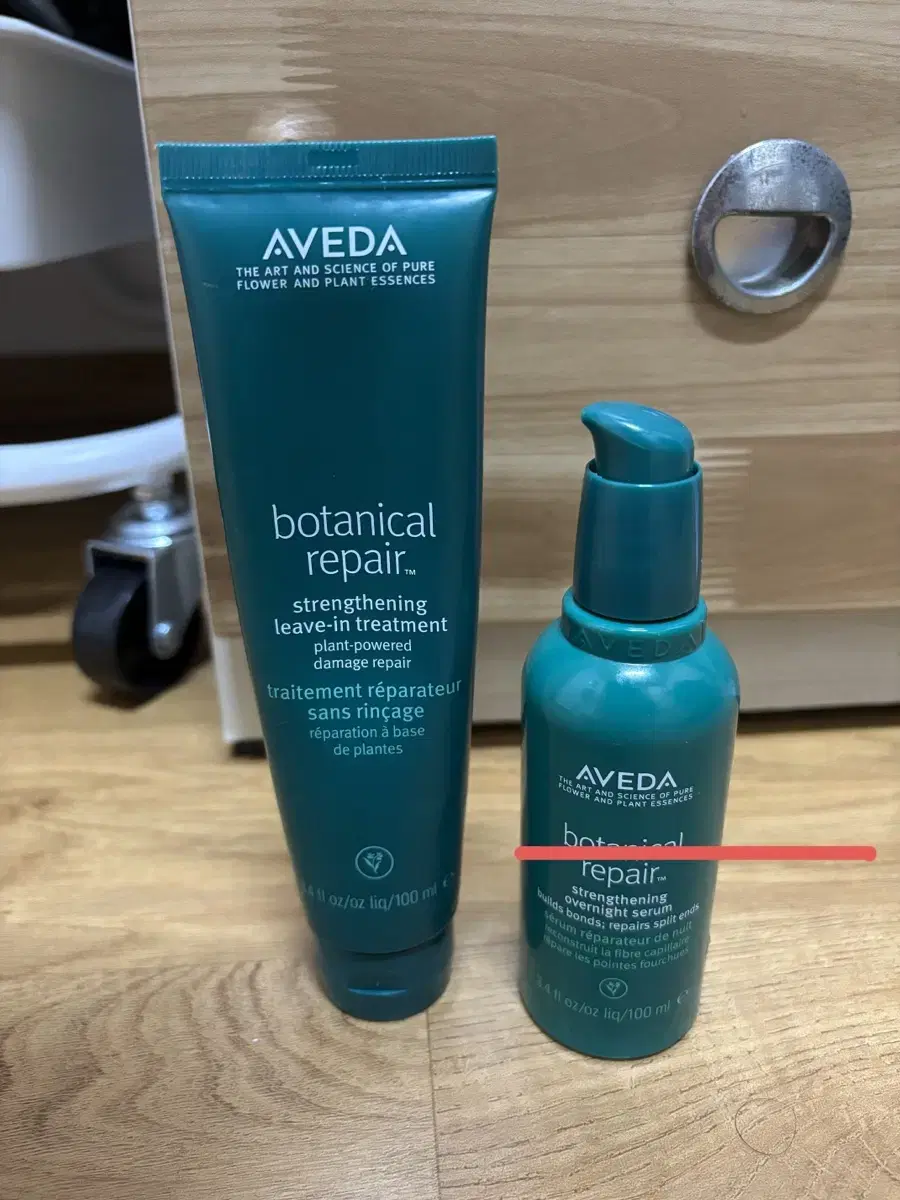 AVEDA
THE ART AND SCIENCE OF PURE
FLOWER AND PLANT ESSENCES
botanical
repair™
strengthening
leave-in treatment
plant-powered
damage repair
traitement réparateur
sans rinçage
réparation à base
de plantes
3.4 fl oz/oz liq/100 ml e
AVEDA
AVEDA
THE ART AND SCIENCE OF PURE
FLOWER AND PLANT ESSENCES
botanical
repair™
strengthening
overnight serum
builds bonds; repairs split ends
sérum réparateur de nuit
reconstruit la fibre capillaire
répare les pointes fourchues
3.4 fl oz/oz liq/100 ml e